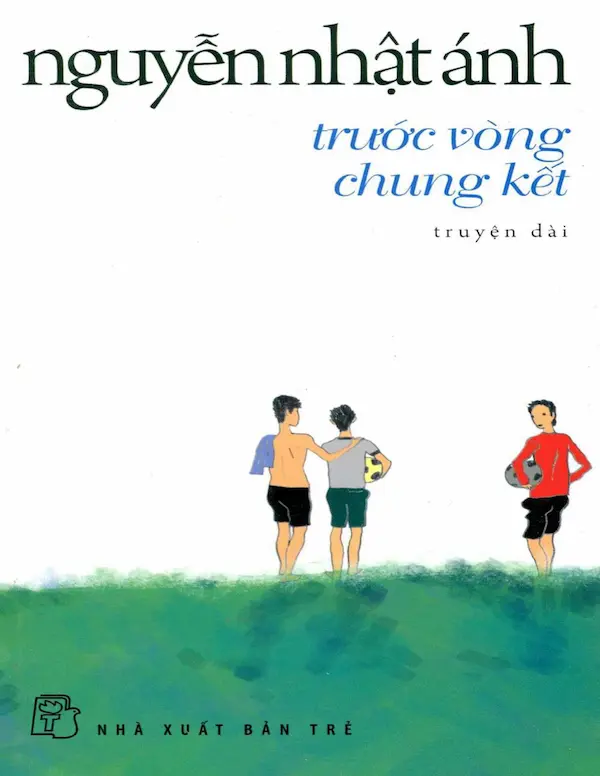 nguyễn nhật ánh
trước vòng
chung kết
truyện dài
NHÀ XUẤT BẢN TRẺ